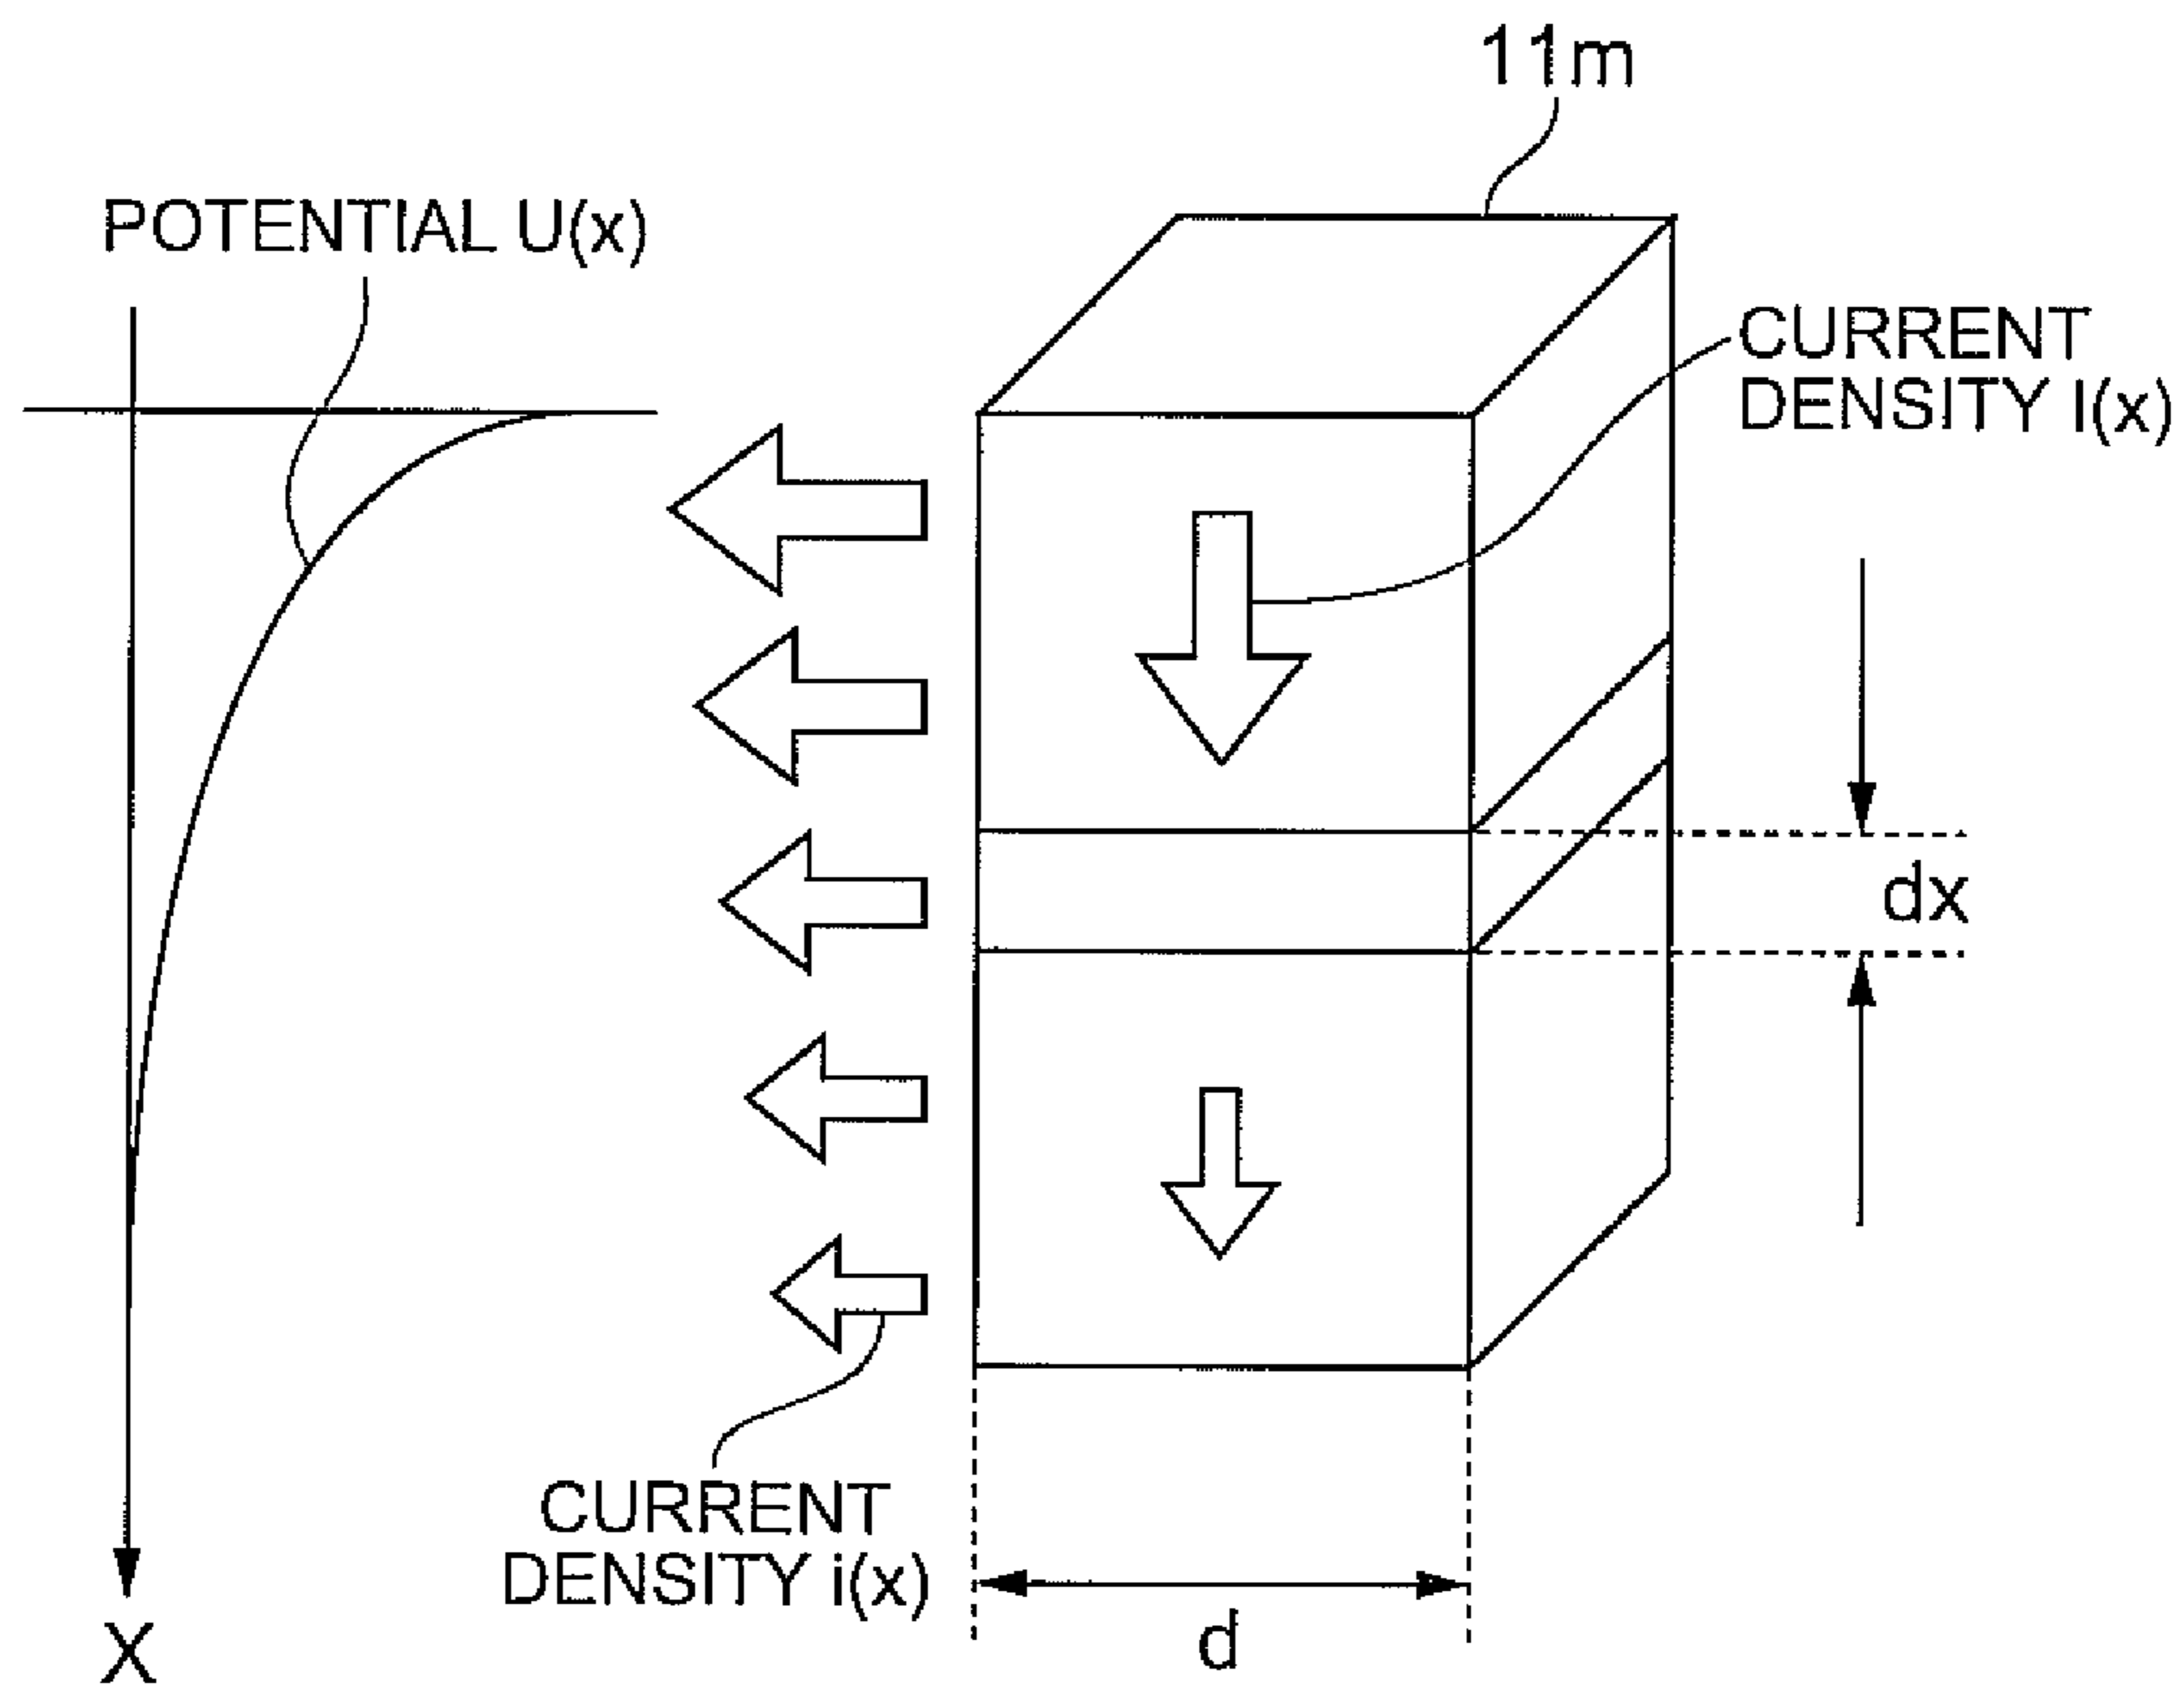 11m
POTENTIAL U(x)
CURRENT
DENSITY I(x)
dx
CURRENT
DENSITY i(x)
d
X